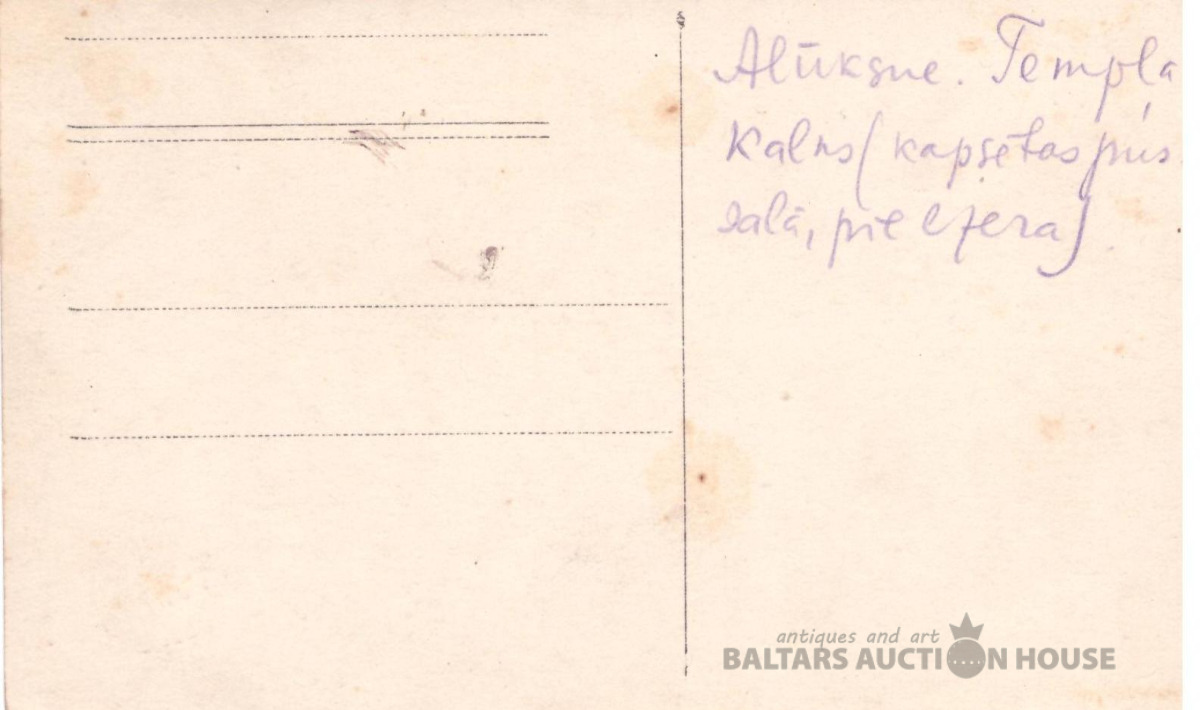 Alūksne. Templa
Kalns (kapsētas pus
salā, pie ezera).
antiques and art
BALTARS AUCTION HOUSE